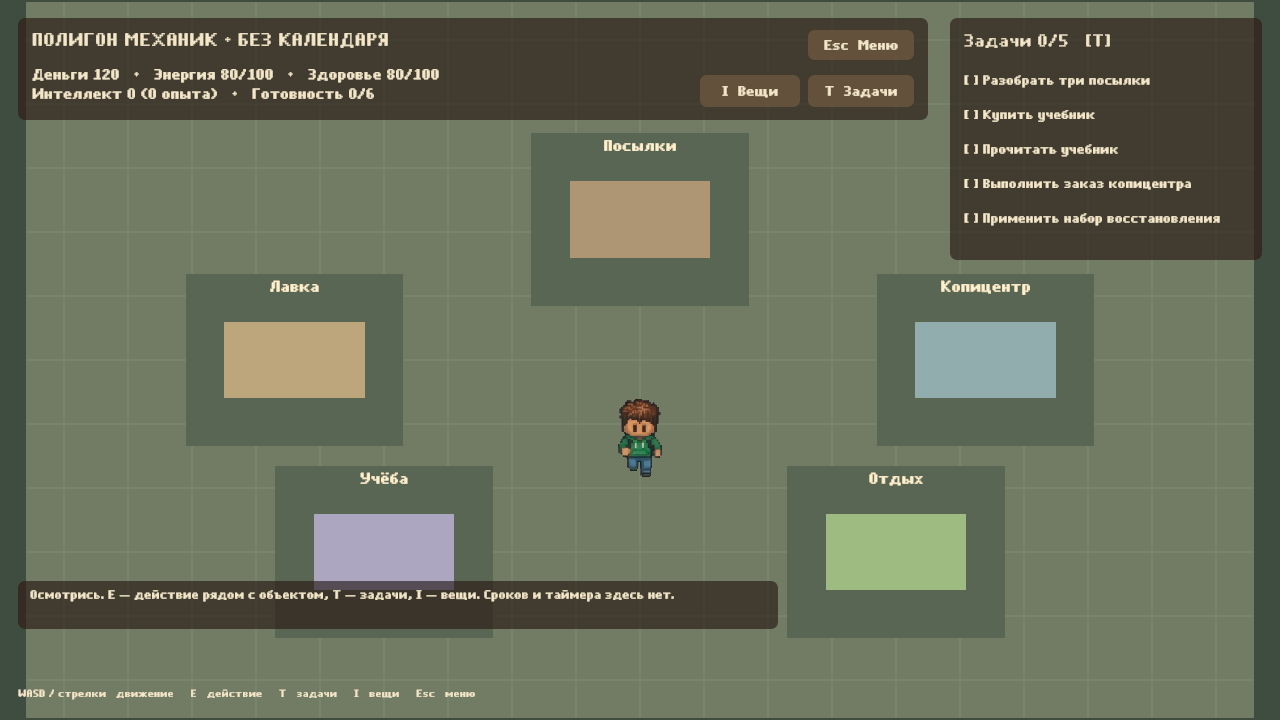 ПОЛИГОН МЕХАНИК • БЕЗ КАЛЕНДАРЯ
Деньги 120 • Энергия 80/100 • Здоровье 80/100
Интеллект 0 (0 опыта) • Готовность 0/6
Esc Меню
I Вещи
T Задачи
Задачи 0/5 [T]
[ ] Разобрать три посылки
[ ] Купить учебник
[ ] Прочитать учебник
[ ] Выполнить заказ копицентра
[ ] Применить набор восстановления
Посылки
Лавка
Копицентр
Учёба
Отдых
Осмотрись. E — действие рядом с объектом, T — задачи, I — вещи. Сроков и таймера здесь нет.
WASD / стрелки движение E действие T задачи I вещи Esc меню